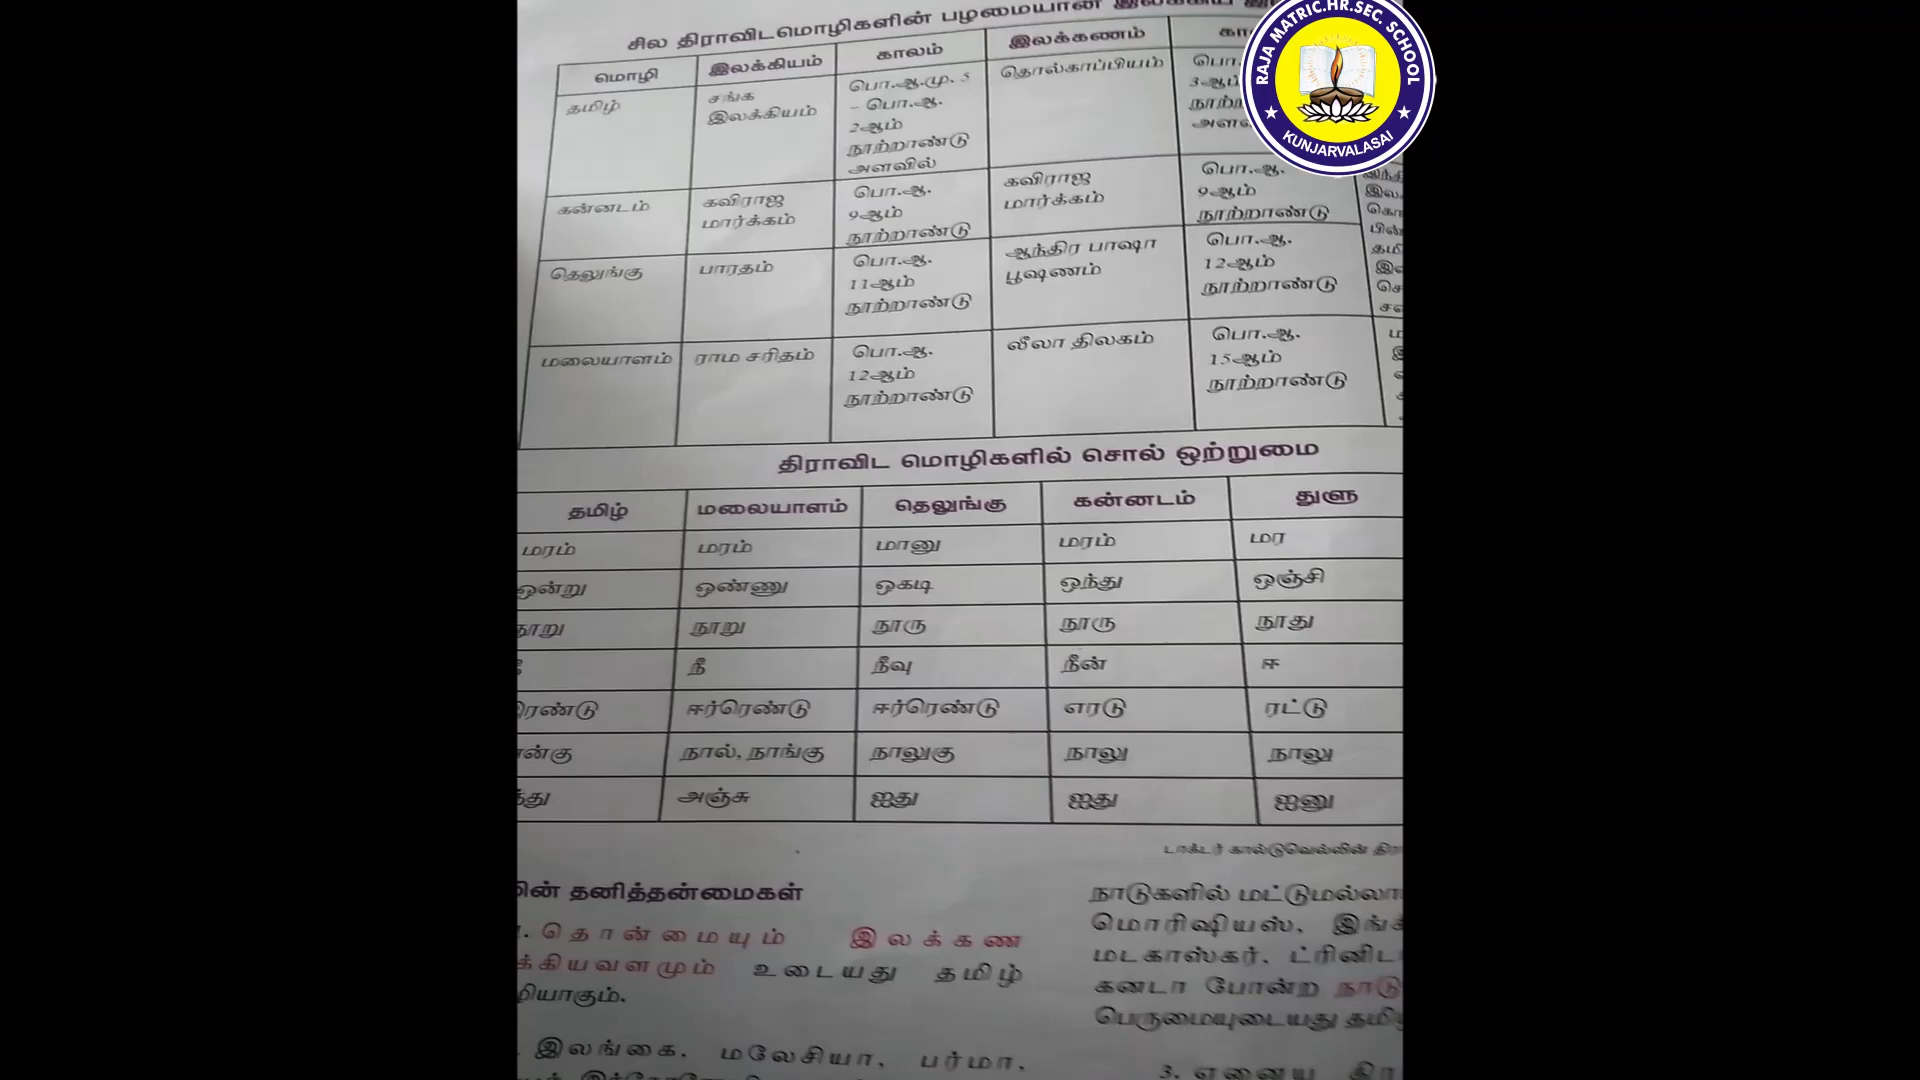 சில திராவிடமொழிகளின் பழமையான இலக்கிய
மொழி இலக்கியம் காலம் இலக்கணம்
தமிழ் சங்க இலக்கியம் பொ.ஆ.மு. 5 – பொ.ஆ. 2ஆம் நூற்றாண்டு அளவில் தொல்காப்பியம்
கன்னடம் கவிராஜ மார்க்கம் பொ.ஆ. 9ஆம் நூற்றாண்டு கவிராஜ மார்க்கம் பொ.ஆ. 9ஆம் நூற்றாண்டு
தெலுங்கு பாரதம் பொ.ஆ. 11ஆம் நூற்றாண்டு ஆந்திர பாஷா பூஷணம் பொ.ஆ. 12ஆம் நூற்றாண்டு
மலையாளம் ராம சரிதம் பொ.ஆ. 12ஆம் நூற்றாண்டு லீலா திலகம் பொ.ஆ. 15ஆம் நூற்றாண்டு
திராவிட மொழிகளில் சொல் ஒற்றுமை
தமிழ் மலையாளம் தெலுங்கு கன்னடம் துளு
மரம் மரம் மானு மரம் மர
ஒன்று ஒண்ணு ஒகடி ஒந்து ஒஞ்சி
நூறு நூறு நூரு நூரு நூது
நீ நீவு நீன் ஈ
ஈர்ரெண்டு ஈர்ரெண்டு எரடு ரட்டு
நால், நாங்கு நாலுகு நாலு நாலு
அஞ்சு ஐது ஐது ஐனு
டாக்டர் கால்டுவெல்லின்
தனித்தன்மைகள்
தொன்மையும் இலக்கண
உடையது தமிழ்
இலங்கை, மலேசியா, பர்மா,
நாடுகளில்
மொரிஷியஸ்,
மடகாஸ்கர்,
கனடா போன்ற
பெருமையுடையது
3. ஏனைய
RAJA MATRIC.HR.SEC. SCHOOL
KUNJARVALASAI